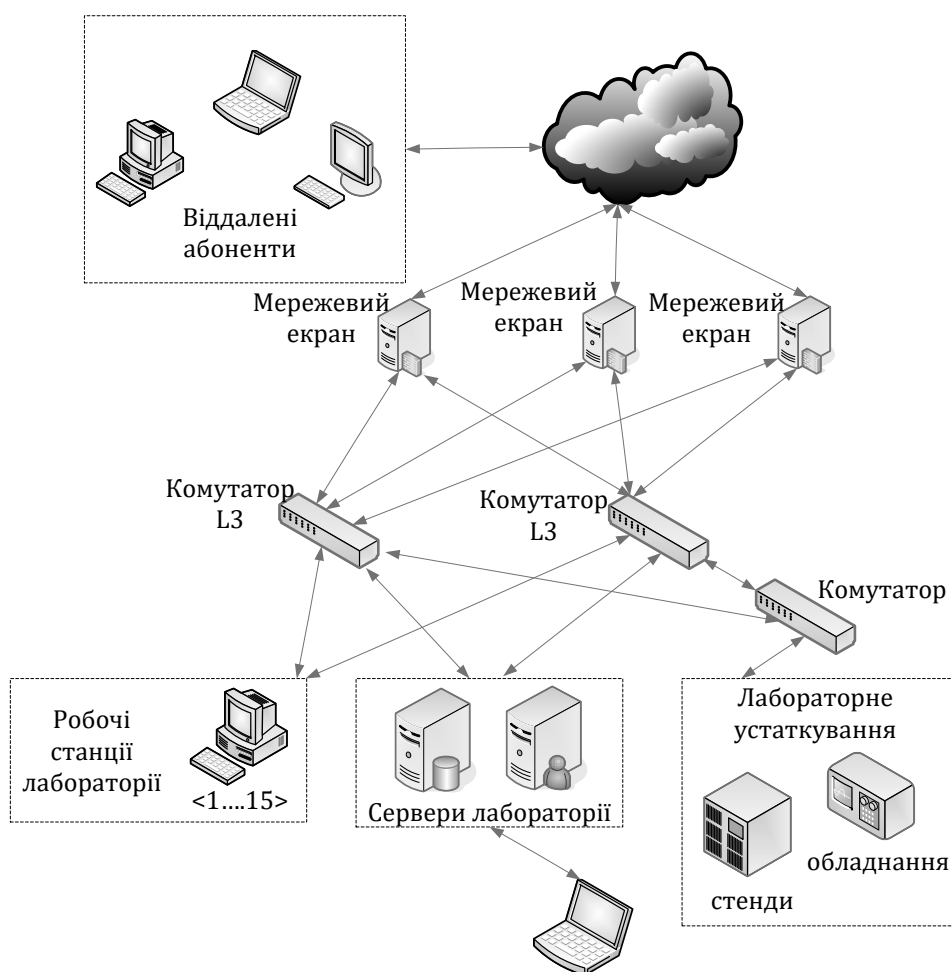 Віддалені
абоненти
Мережевий
екран
Мережевий
екран
Мережевий
екран
Комутатор
L3
Комутатор
L3
Комутатор
Робочі
станції
лабораторії
<1....15>
Сервери лабораторії
Лабораторне
устаткування
обладнання
стенди